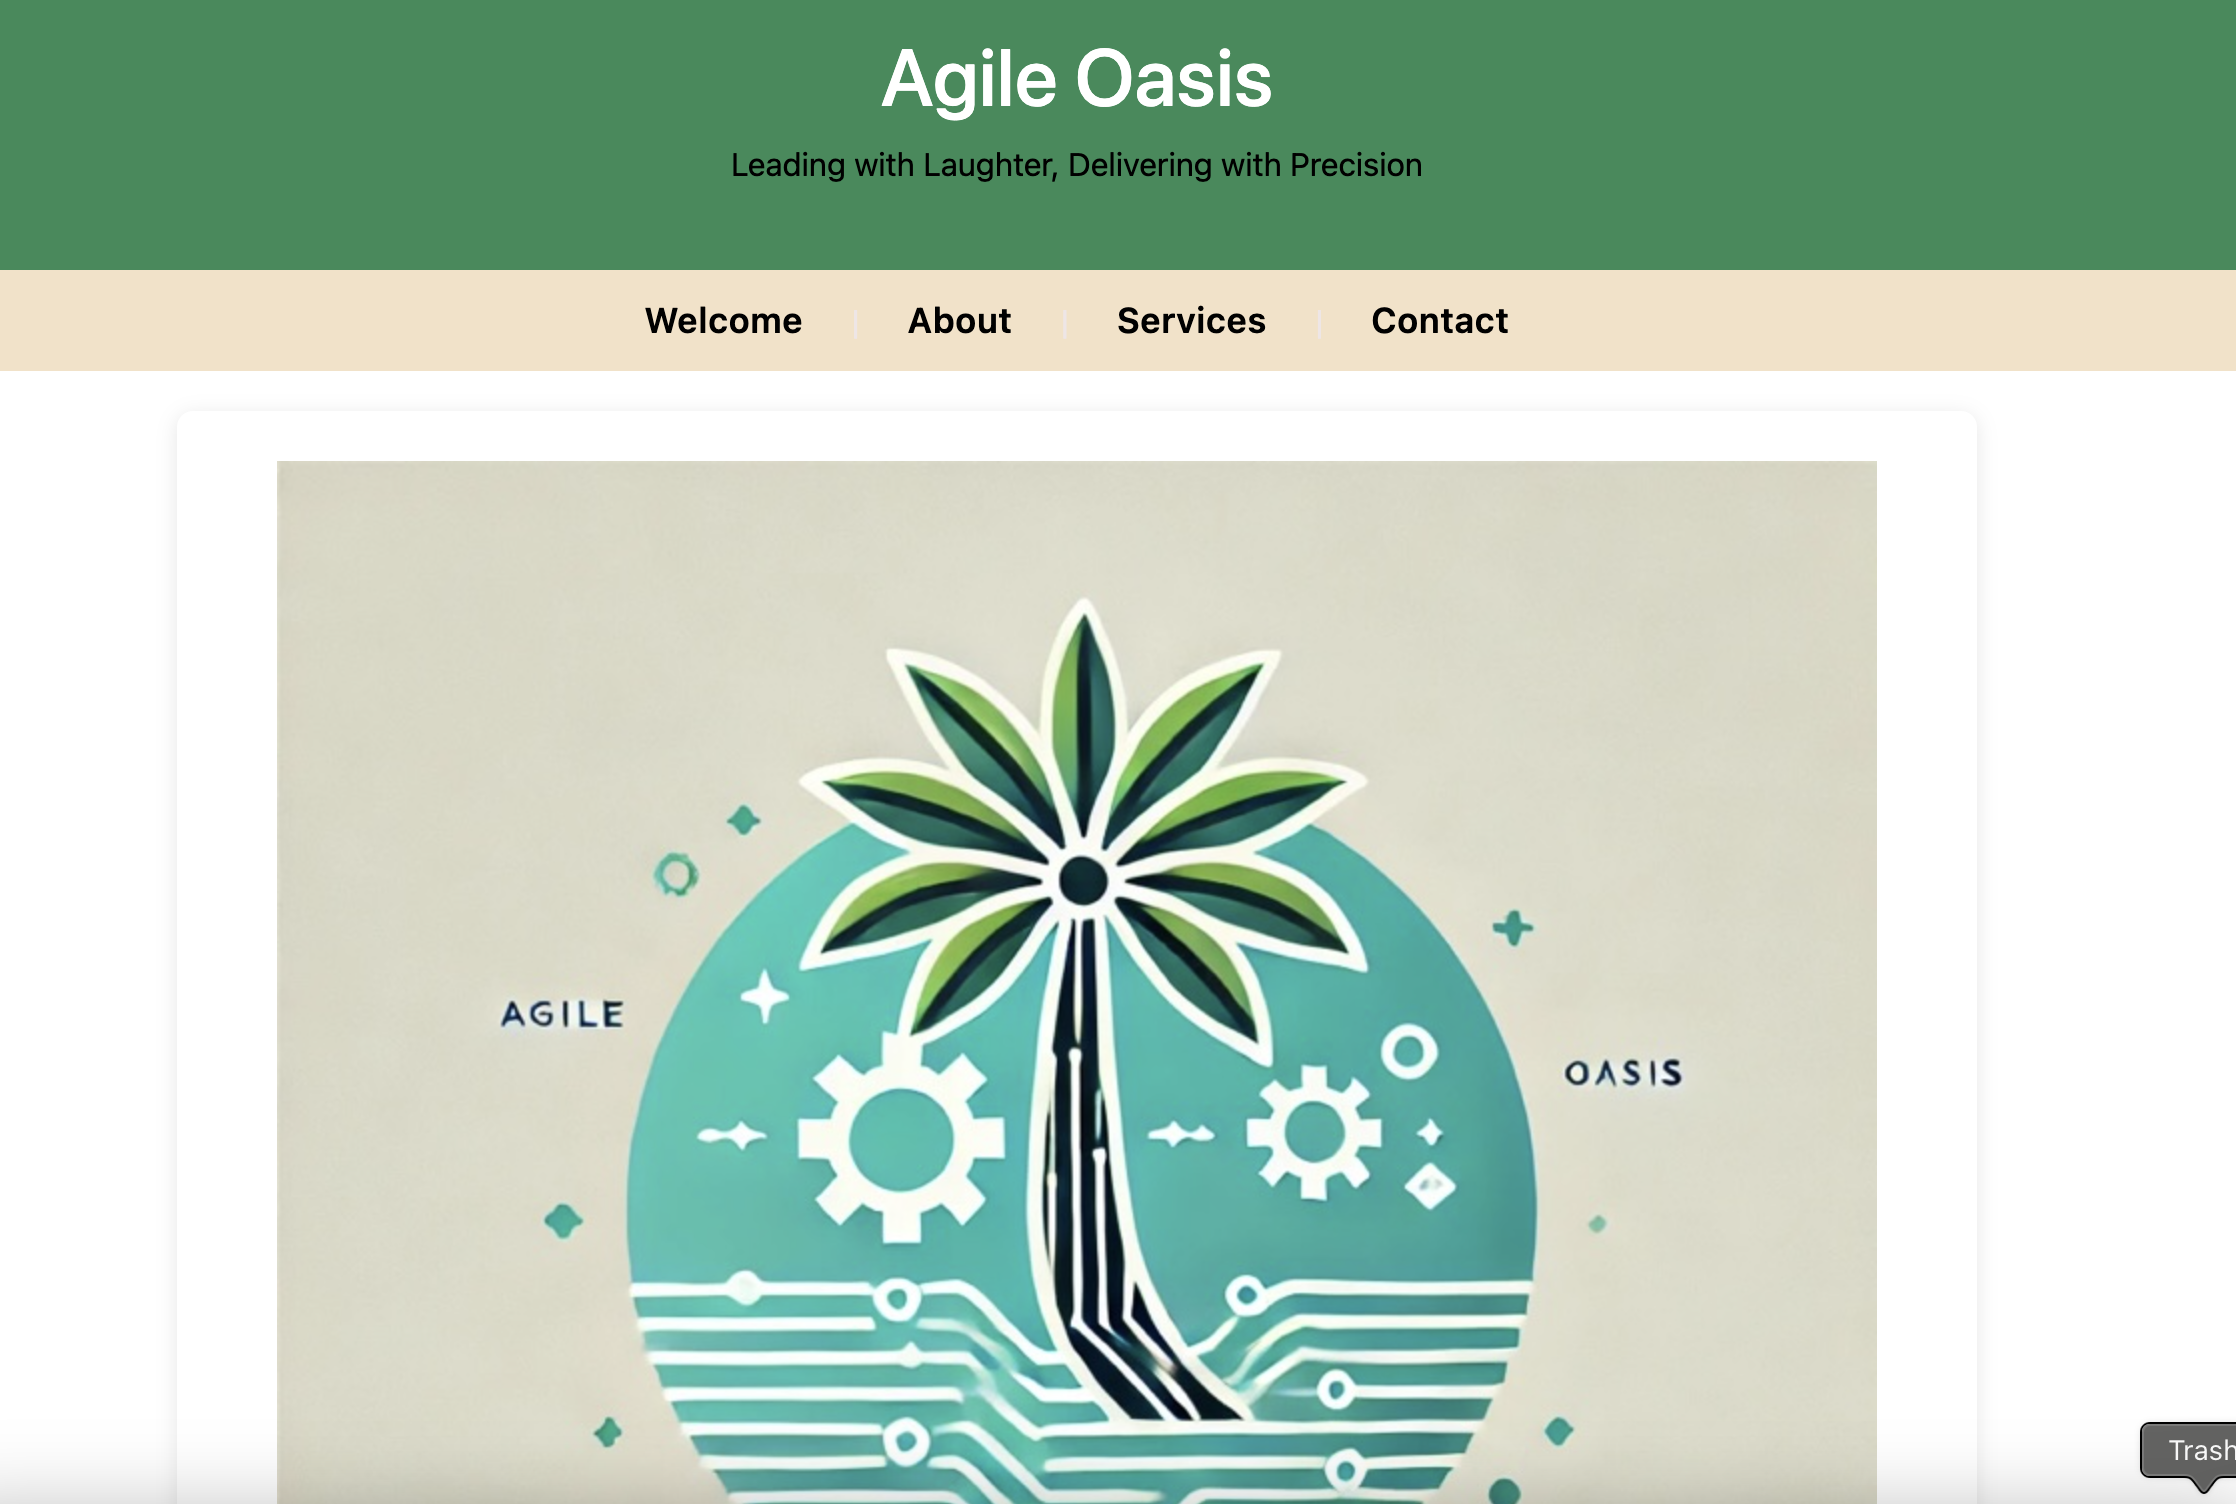 Agile Oasis
Leading with Laughter, Delivering with Precision
Welcome | About | Services | Contact
AGILE
OASIS
Trash